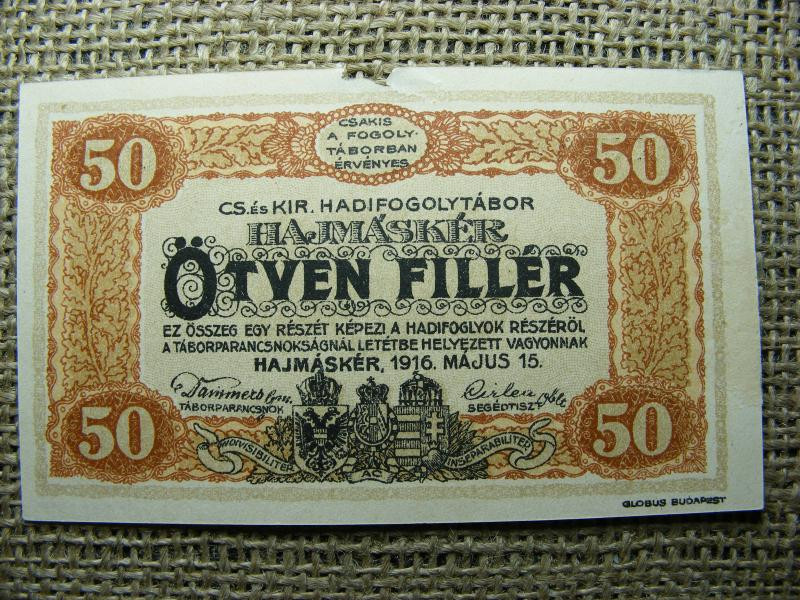 50
CSAKIS
A FOGOLY-
TÁBORBAN
ÉRVÉNYES
50
CS. és KIR. HADIFOGOLYTÁBOR
HAJMÁSKÉR
ÖTVEN FILLÉR
EZ ÖSSZEG EGY RÉSZÉT KÉPEZI A HADIFOGLYOK RÉSZÉRŐL
A TÁBORPARANCSNOKSÁGNÁL LETÉTBE HELYEZETT VAGYONNAK
HAJMÁSKÉR, 1916. MÁJUS 15.
TÁBORPARANCSNOK
SEGÉDTISZT
50
INDIVISIBILITER
AC
INSEPARABILITER
50
GLOBUS BUDAPEST